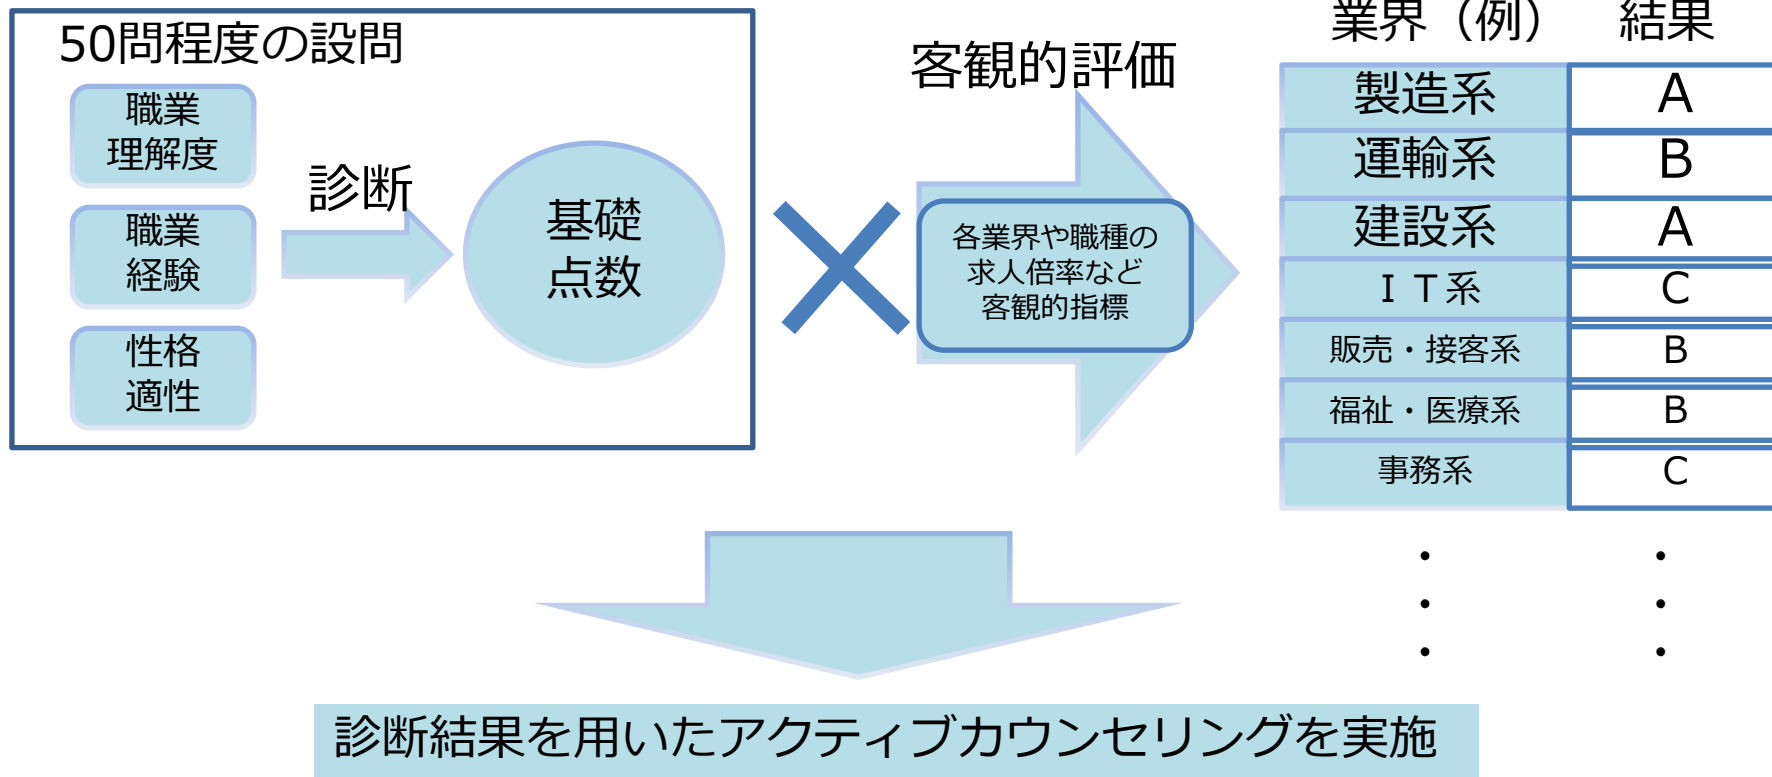 50問程度の設問
職業
理解度
職業
経験
性格
適性
診断
基礎
点数
客観的評価
各業界や職種の
求人倍率など
客観的指標
業界（例） 結果
製造系 A
運輸系 B
建設系 A
ＩＴ系 C
販売・接客系 B
福祉・医療系 B
事務系 C
・ ・
・ ・
・ ・
診断結果を用いたアクティブカウンセリングを実施